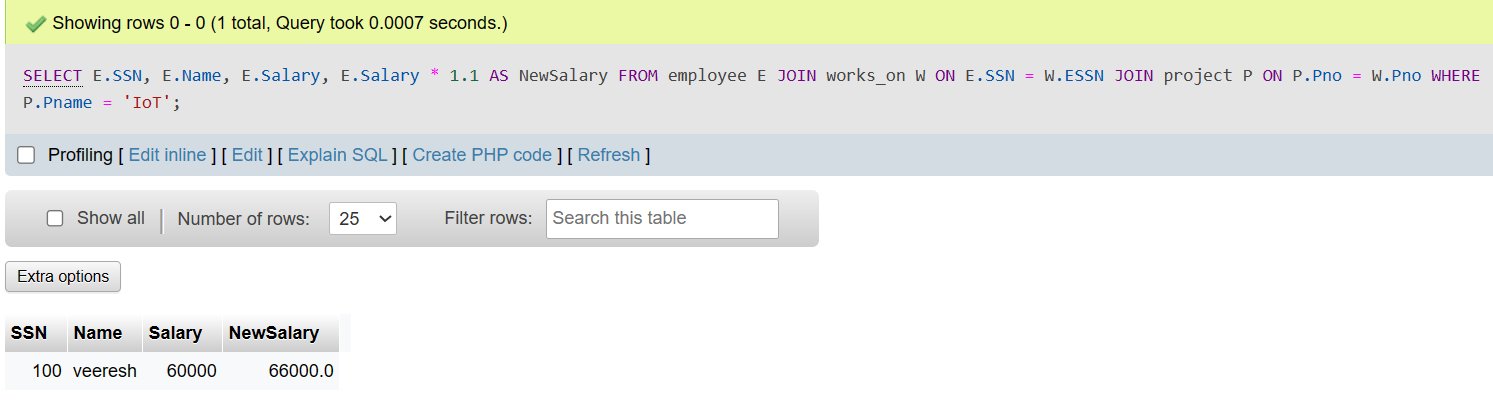 Showing rows 0 - 0 (1 total, Query took 0.0007 seconds.)
SELECT E.SSN, E.Name, E.Salary, E.Salary * 1.1 AS NewSalary FROM employee E JOIN works_on W ON E.SSN = W.ESSN JOIN project P ON P.Pno = W.Pno WHERE
P.Pname = 'IoT';
Profiling [ Edit inline ] [ Edit ] [ Explain SQL ] [ Create PHP code ] [ Refresh ]
Show all | Number of rows: 25 Filter rows: Search this table
Extra options
SSN Name Salary NewSalary
100 veeresh 60000 66000.0